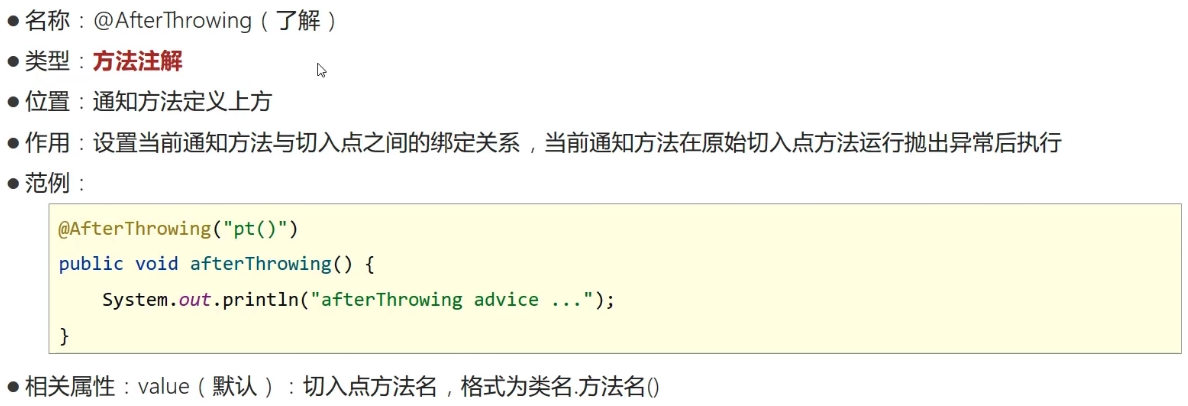 ● 名称：@AfterThrowing（了解）
● 类型：方法注解
● 位置：通知方法定义上方
● 作用：设置当前通知方法与切入点之间的绑定关系，当前通知方法在原始切入点方法运行抛出异常后执行
● 范例：
@AfterThrowing("pt()")
public void afterThrowing() {
    System.out.println("afterThrowing advice ...");
}
● 相关属性：value（默认）：切入点方法名，格式为类名.方法名()